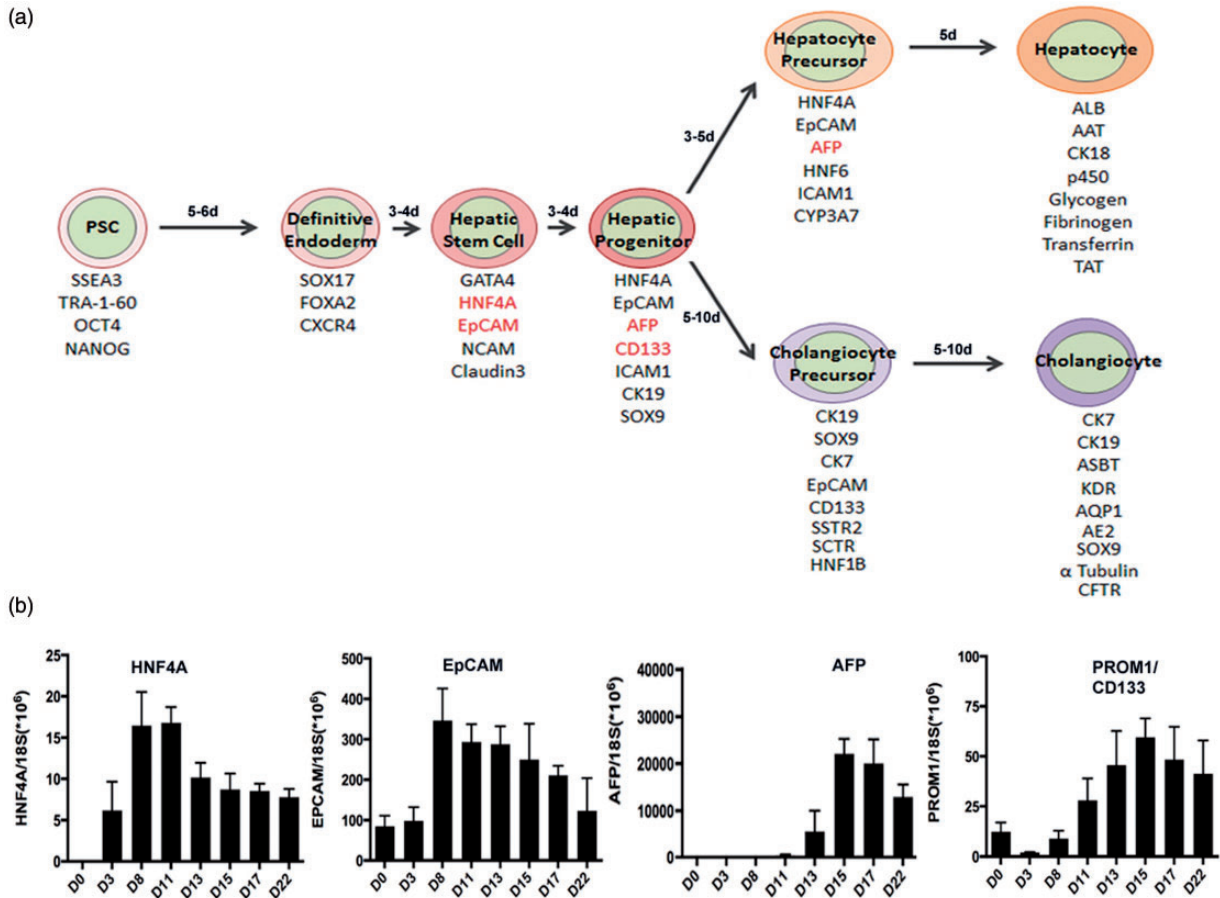 (a)
PSC
SSEA3
TRA-1-60
OCT4
NANOG
5-6d
Definitive
Endoderm
SOX17
FOXA2
CXCR4
3-4d
Hepatic
Stem Cell
GATA4
HNF4A
EpCAM
NCAM
Claudin3
3-4d
Hepatic
Progenitor
HNF4A
EpCAM
AFP
CD133
ICAM1
CK19
SOX9
3-5d
Hepatocyte
Precursor
HNF4A
EpCAM
AFP
HNF6
ICAM1
CYP3A7
5d
Hepatocyte
ALB
AAT
CK18
p450
Glycogen
Fibrinogen
Transferrin
TAT
5-10d
Cholangiocyte
Precursor
CK19
SOX9
CK7
EpCAM
CD133
SSTR2
SCTR
HNF1B
5-10d
Cholangiocyte
CK7
CK19
ASBT
KDR
AQP1
AE2
SOX9
α Tubulin
CFTR
(b)
HNF4A
HNF4A/18S(*10⁶)
25
20
15
10
5
0
D0 D3 D8 D11 D13 D15 D17 D22
EpCAM
EPCAM/18S(*10⁶)
500
400
300
200
100
0
D0 D3 D8 D11 D13 D15 D17 D22
AFP
AFP/18S(*10⁶)
40000
30000
20000
10000
0
D0 D3 D8 D11 D13 D15 D17 D22
PROM1/
CD133
PROM1/18S(*10⁶)
100
75
50
25
0
D0 D3 D8 D11 D13 D15 D17 D22